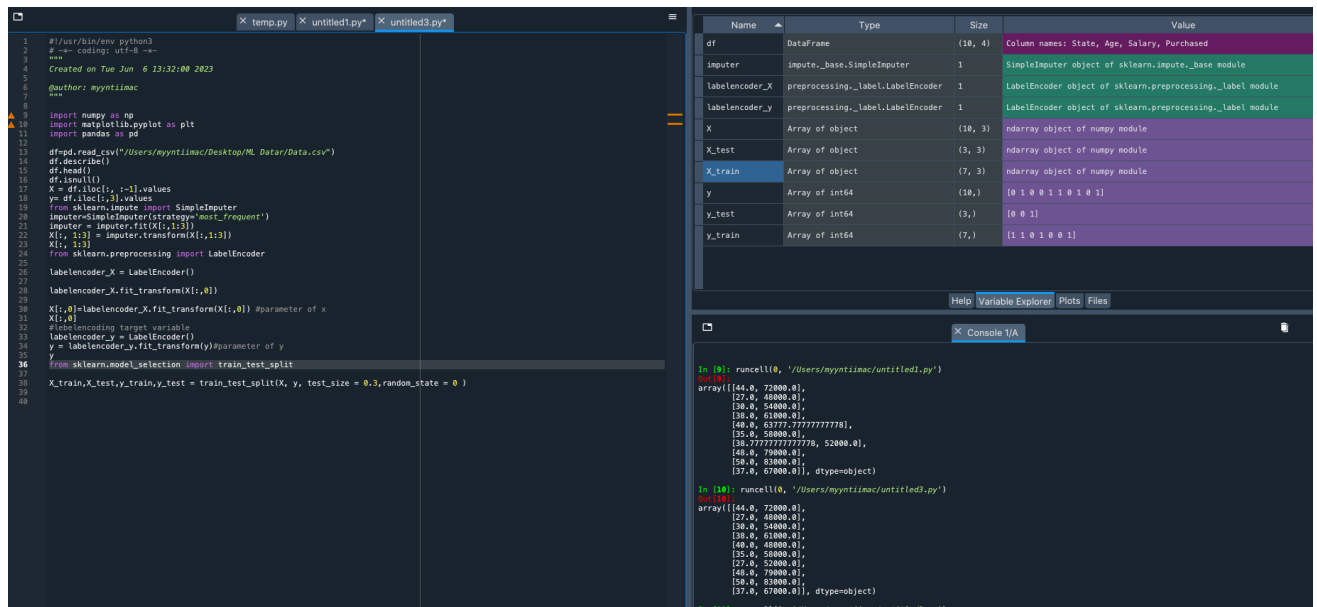 temp.py untitled1.py* untitled3.py*
1 #!/usr/bin/env python3
2 # -*- coding: utf-8 -*-
3 """
4 Created on Tue Jun  6 13:32:00 2023
5
6 @author: myyntiimac
7 """
8
9 import numpy as np
10 import matplotlib.pyplot as plt
11 import pandas as pd
12
13 df=pd.read_csv("/Users/myyntiimac/Desktop/ML Datar/Data.csv")
14 df.describe()
15 df.head()
16 df.isnull()
17 X = df.iloc[:, :-1].values
18 y= df.iloc[:,3].values
19 from sklearn.impute import SimpleImputer
20 imputer=SimpleImputer(strategy='most_frequent')
21 imputer = imputer.fit(X[:,1:3])
22 X[:, 1:3] = imputer.transform(X[:,1:3])
23 X[:, 1:3]
24 from sklearn.preprocessing import LabelEncoder
25
26 labelencoder_X = LabelEncoder()
27
28 labelencoder_X.fit_transform(X[:,0])
29
30 X[:,0]=labelencoder_X.fit_transform(X[:,0]) #parameter of x
31 X[:,0]
32 #lebelencoding target variable
33 labelencoder_y = LabelEncoder()
34 y = labelencoder_y.fit_transform(y)#parameter of y
35 y
36 from sklearn.model_selection import train_test_split
37
38 X_train,X_test,y_train,y_test = train_test_split(X, y, test_size = 0.3,random_state = 0 )
39
40
Name Type Size Value
df DataFrame (10, 4) Column names: State, Age, Salary, Purchased
imputer impute._base.SimpleImputer 1 SimpleImputer object of sklearn.impute._base module
labelencoder_X preprocessing._label.LabelEncoder 1 LabelEncoder object of sklearn.preprocessing._label module
labelencoder_y preprocessing._label.LabelEncoder 1 LabelEncoder object of sklearn.preprocessing._label module
X Array of object (10, 3) ndarray object of numpy module
X_test Array of object (3, 3) ndarray object of numpy module
X_train Array of object (7, 3) ndarray object of numpy module
y Array of int64 (10,) [0 1 0 0 1 1 0 1 0 1]
y_test Array of int64 (3,) [0 0 1]
y_train Array of int64 (7,) [1 1 0 1 0 0 1]
Help Variable Explorer Plots Files
Console 1/A
In [9]: runcell(0, '/Users/myyntiimac/untitled1.py')
Out[9]:
array([[44.0, 72000.0],
[27.0, 48000.0],
[30.0, 54000.0],
[38.0, 61000.0],
[40.0, 63777.77777777778],
[35.0, 58000.0],
[38.77777777777778, 52000.0],
[48.0, 79000.0],
[50.0, 83000.0],
[37.0, 67000.0]], dtype=object)
In [10]: runcell(0, '/Users/myyntiimac/untitled3.py')
Out[10]:
array([[44.0, 72000.0],
[27.0, 48000.0],
[30.0, 54000.0],
[38.0, 61000.0],
[40.0, 48000.0],
[35.0, 58000.0],
[27.0, 52000.0],
[48.0, 79000.0],
[50.0, 83000.0],
[37.0, 67000.0]], dtype=object)